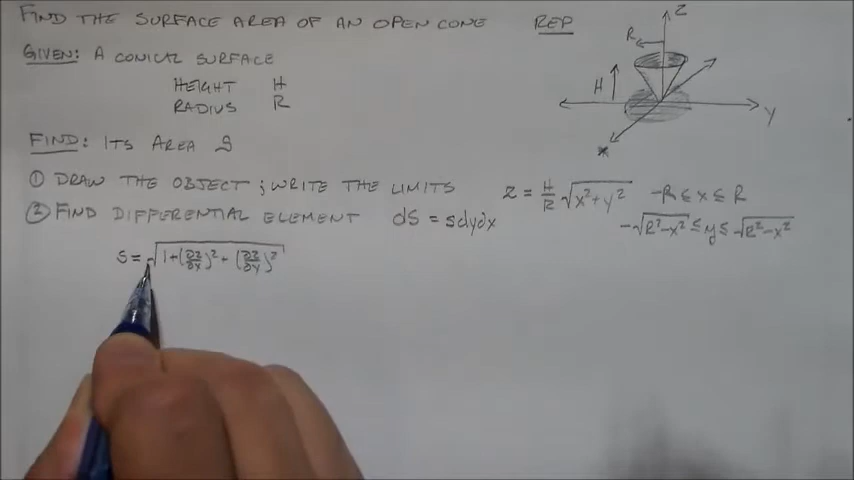 FIND THE SURFACE AREA OF AN OPEN CONE REP
GIVEN: A CONICAL SURFACE
HEIGHT H
RADIUS R
FIND: ITS AREA S
① DRAW THE OBJECT; WRITE THE LIMITS
z = H/R √(x² + y²) -R ≤ x ≤ R
② FIND DIFFERENTIAL ELEMENT dS = sdydx
-√(R²-x²) ≤ y ≤ √(R²-x²)
S = √(1+(∂z/∂x)² + (∂z/∂y)²)
Z
R
H
Y
x